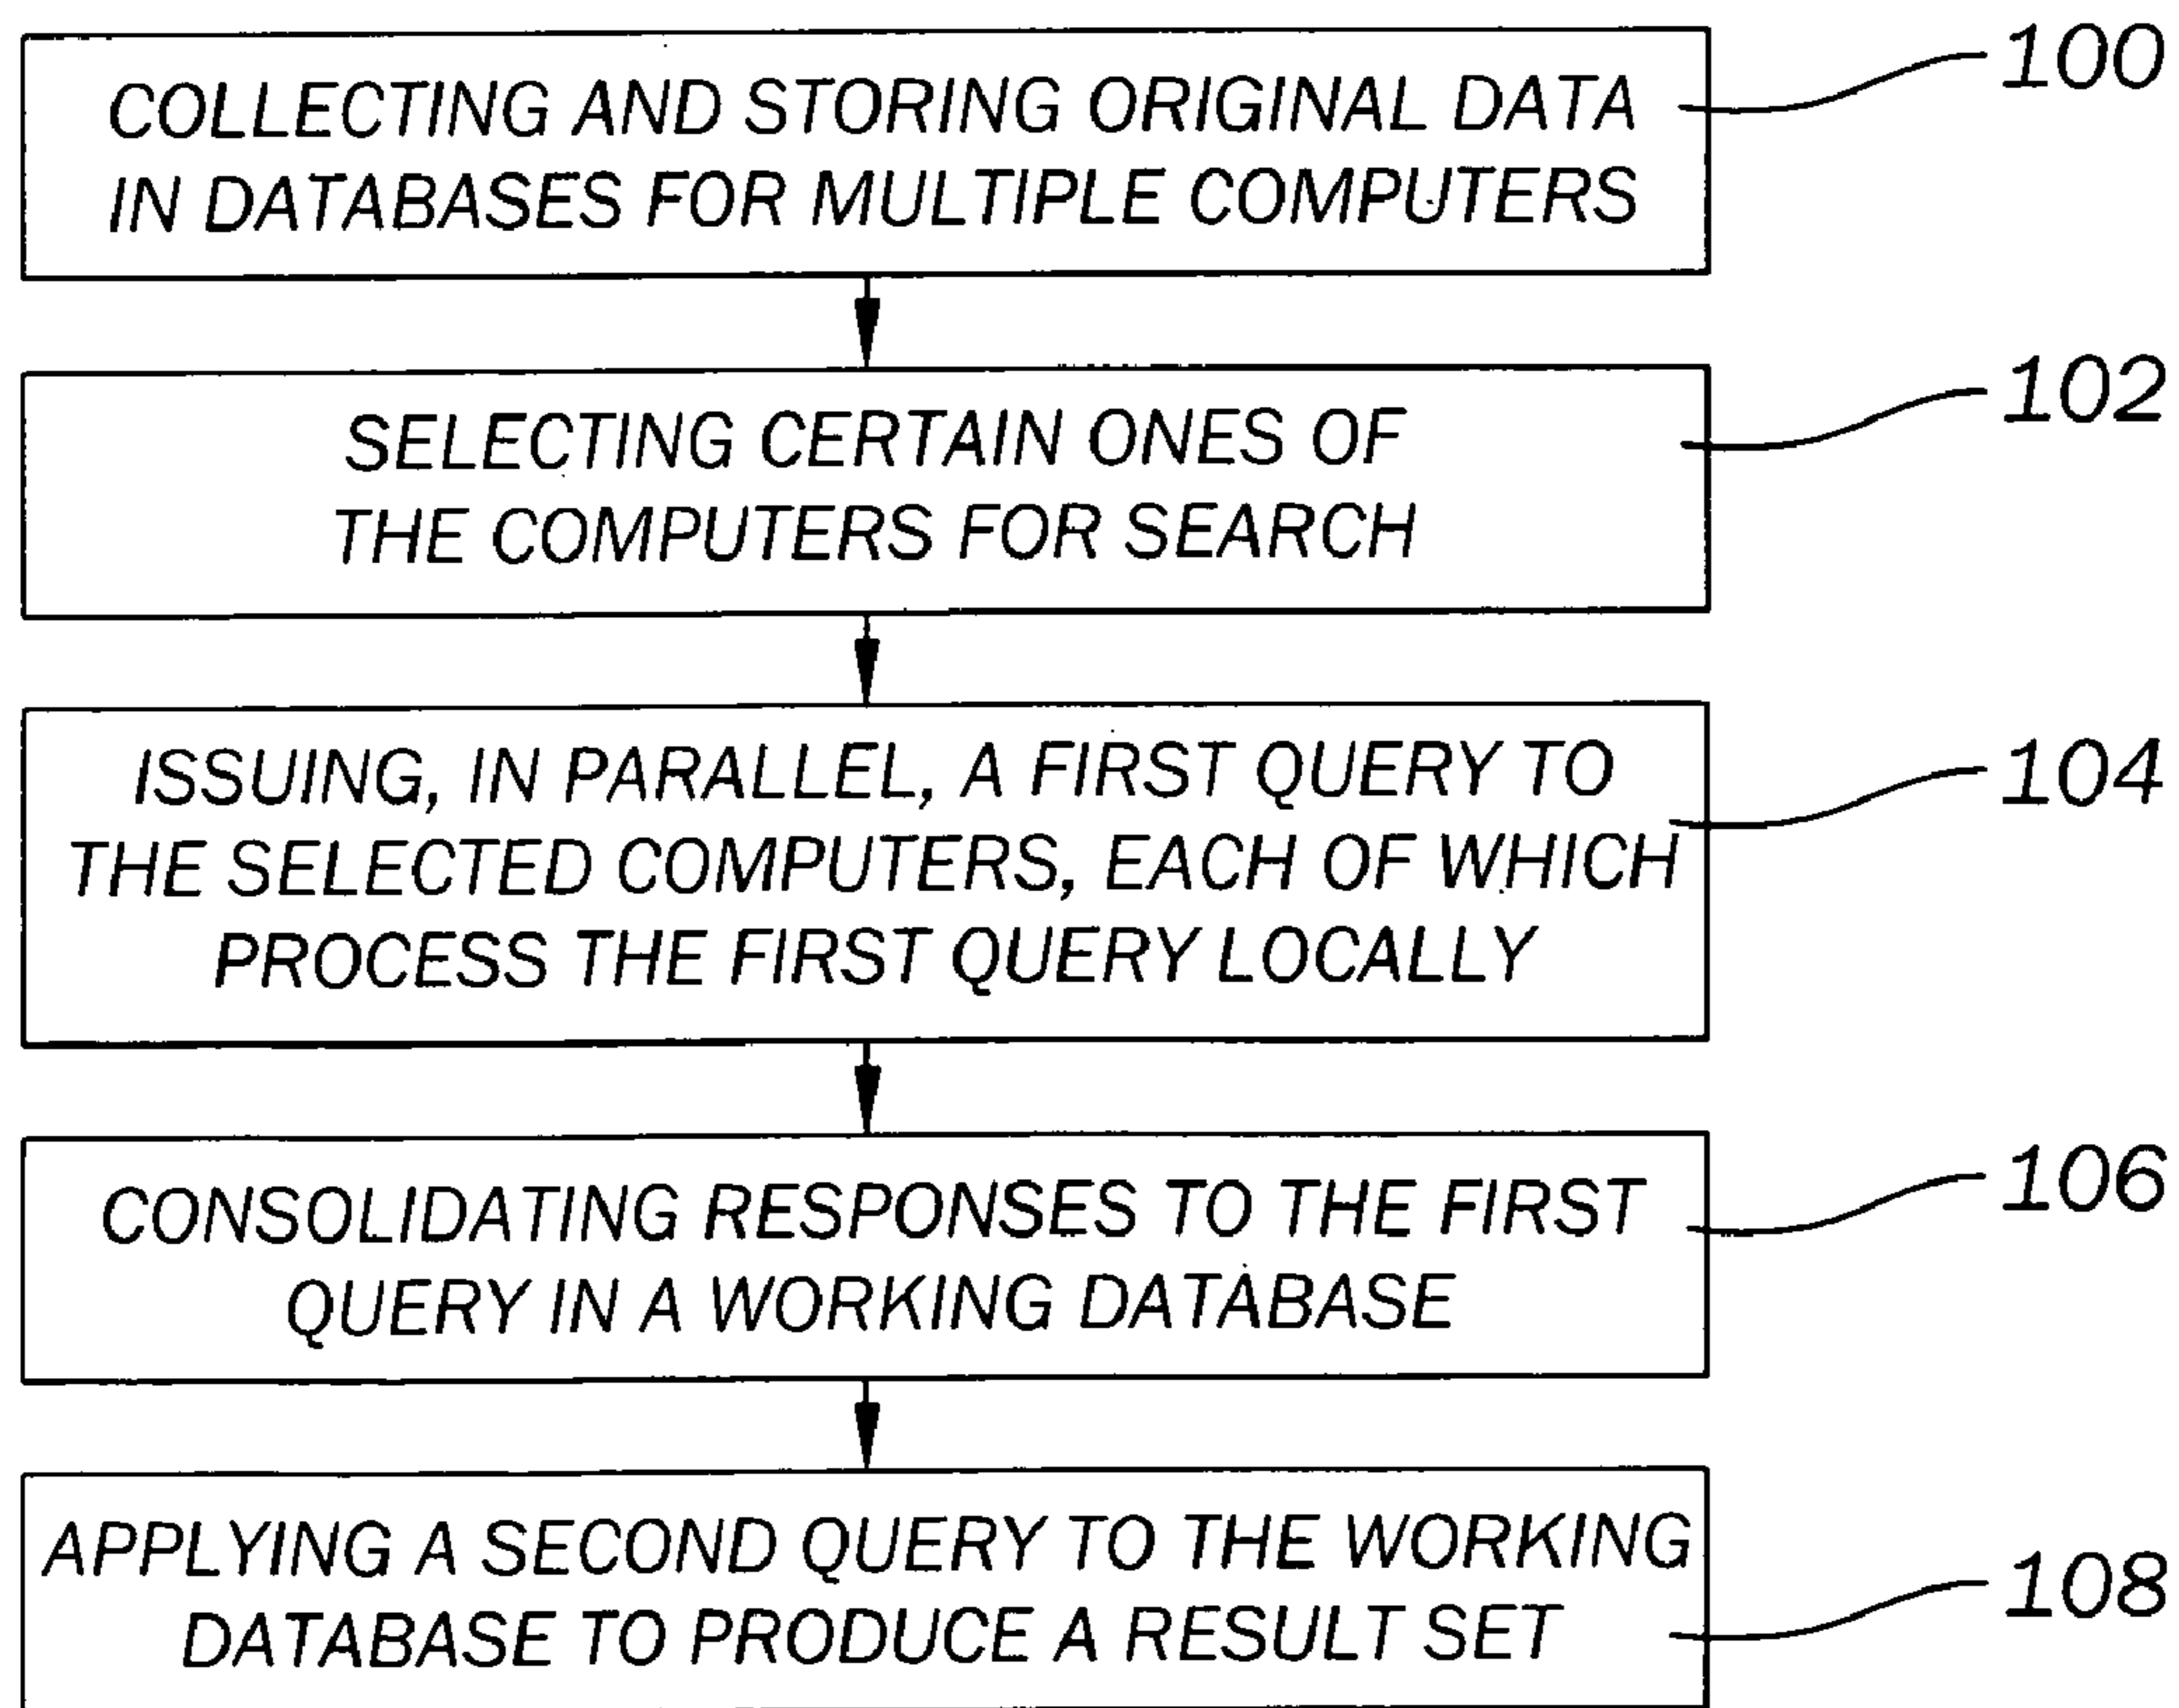 COLLECTING AND STORING ORIGINAL DATA
IN DATABASES FOR MULTIPLE COMPUTERS
100
SELECTING CERTAIN ONES OF
THE COMPUTERS FOR SEARCH
102
ISSUING, IN PARALLEL, A FIRST QUERY TO
THE SELECTED COMPUTERS, EACH OF WHICH
PROCESS THE FIRST QUERY LOCALLY
104
CONSOLIDATING RESPONSES TO THE FIRST
QUERY IN A WORKING DATABASE
106
APPLYING A SECOND QUERY TO THE WORKING
DATABASE TO PRODUCE A RESULT SET
108